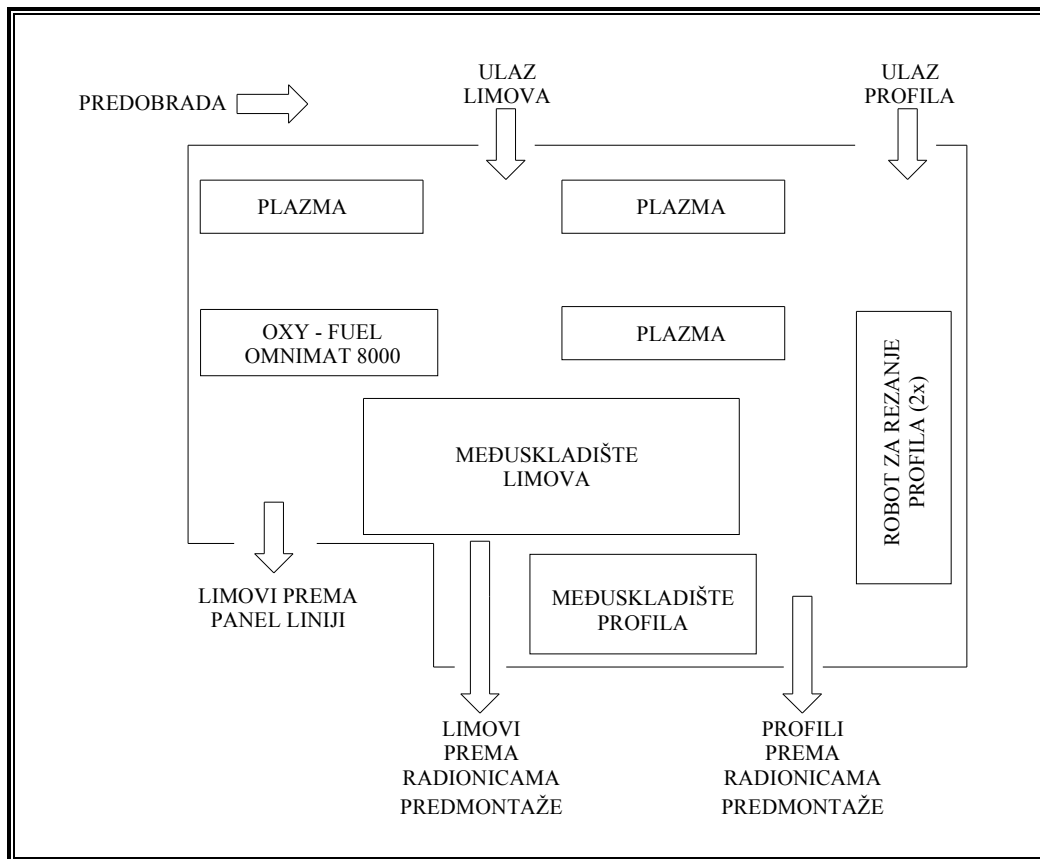 PREDOBRADA
ULAZ
LIMOVA
ULAZ
PROFILA
PLAZMA
PLAZMA
OXY - FUEL
OMNIMAT 8000
PLAZMA
ROBOT ZA REZANJE
PROFILA (2x)
MEĐUSKLADIŠTE
LIMOVA
LIMOVI PREMA
PANEL LINIJI
MEĐUSKLADIŠTE
PROFILA
LIMOVI
PREMA
RADIONICAMA
PREDMONTAŽE
PROFILI
PREMA
RADIONICAMA
PREDMONTAŽE